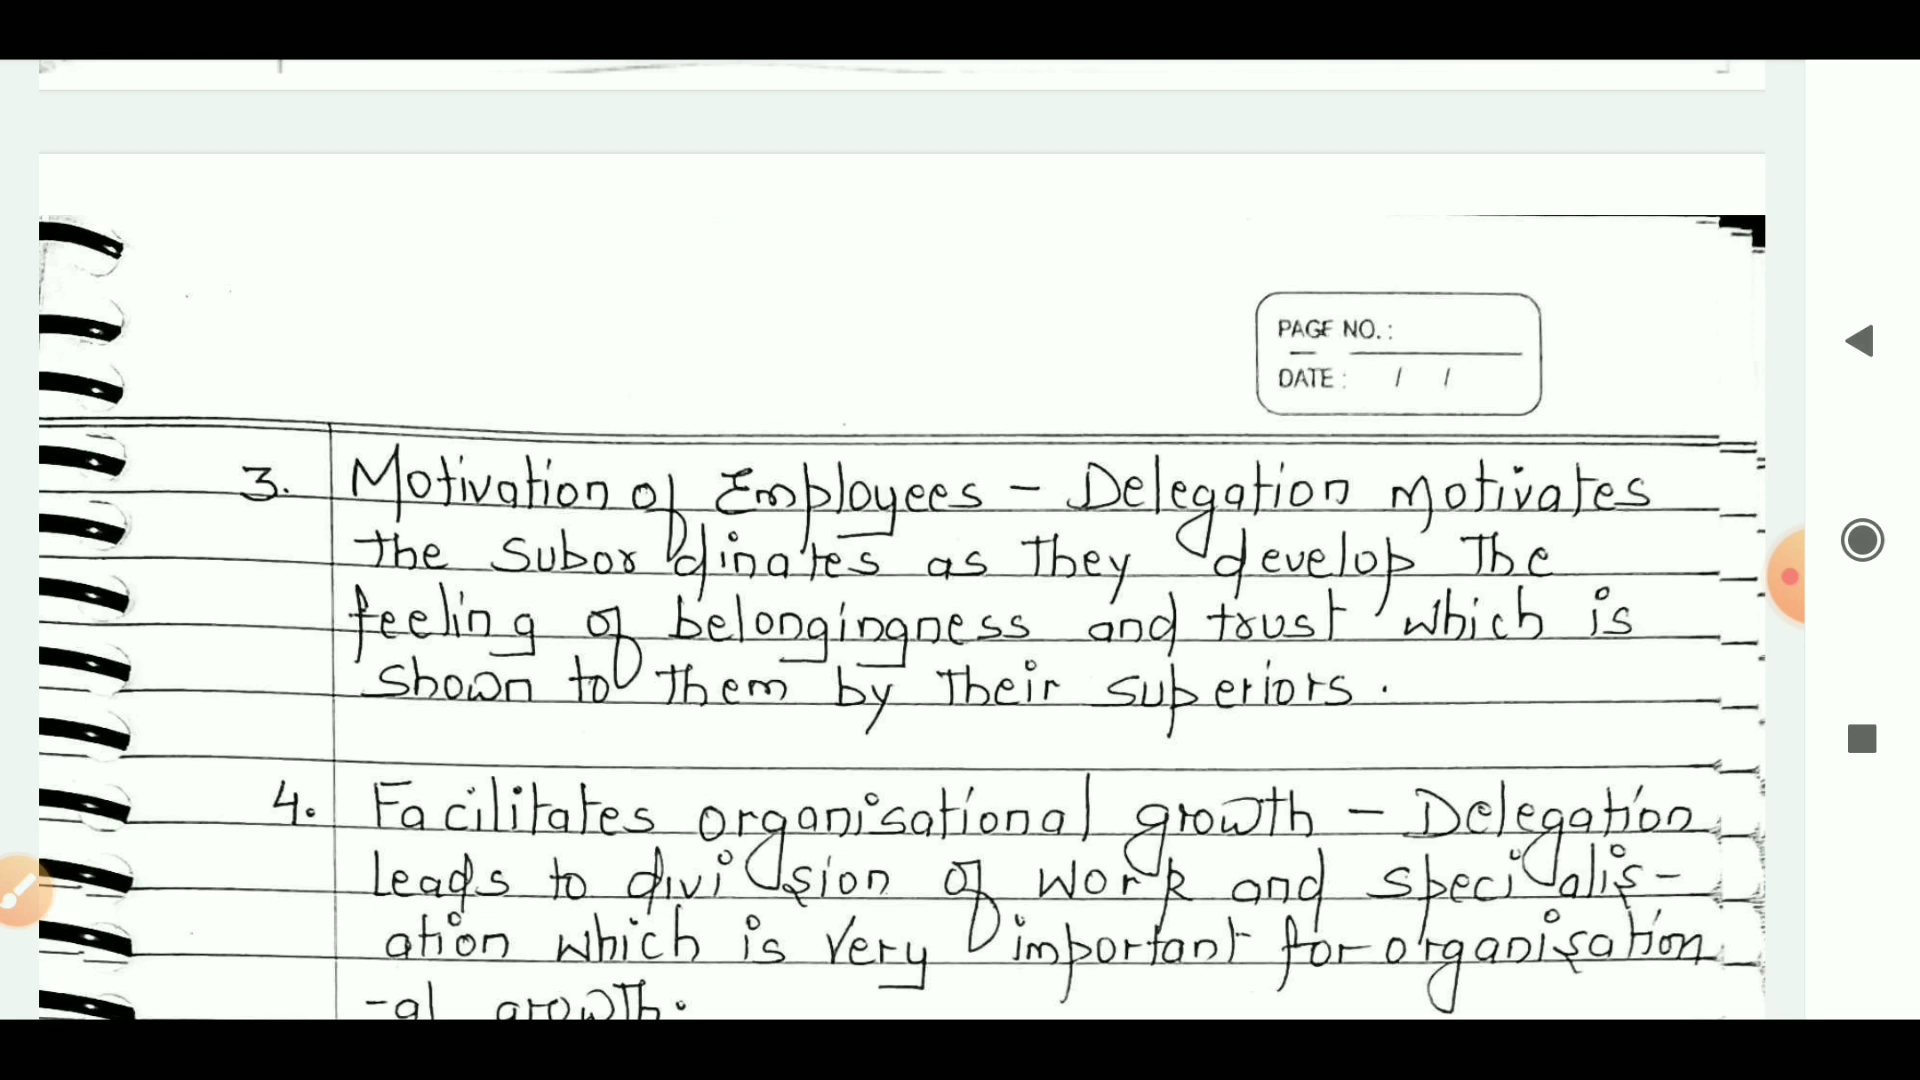 PAGE NO.:
DATE : / /
3. Motivation of Employees - Delegation motivates
the subordinates as they develop the
feeling of belongingness and trust which is
shown to them by their superiors.
4. Facilitates organisational growth - Delegation
leads to division of work and specialis-
ation which is very important for organisation
-al growth.